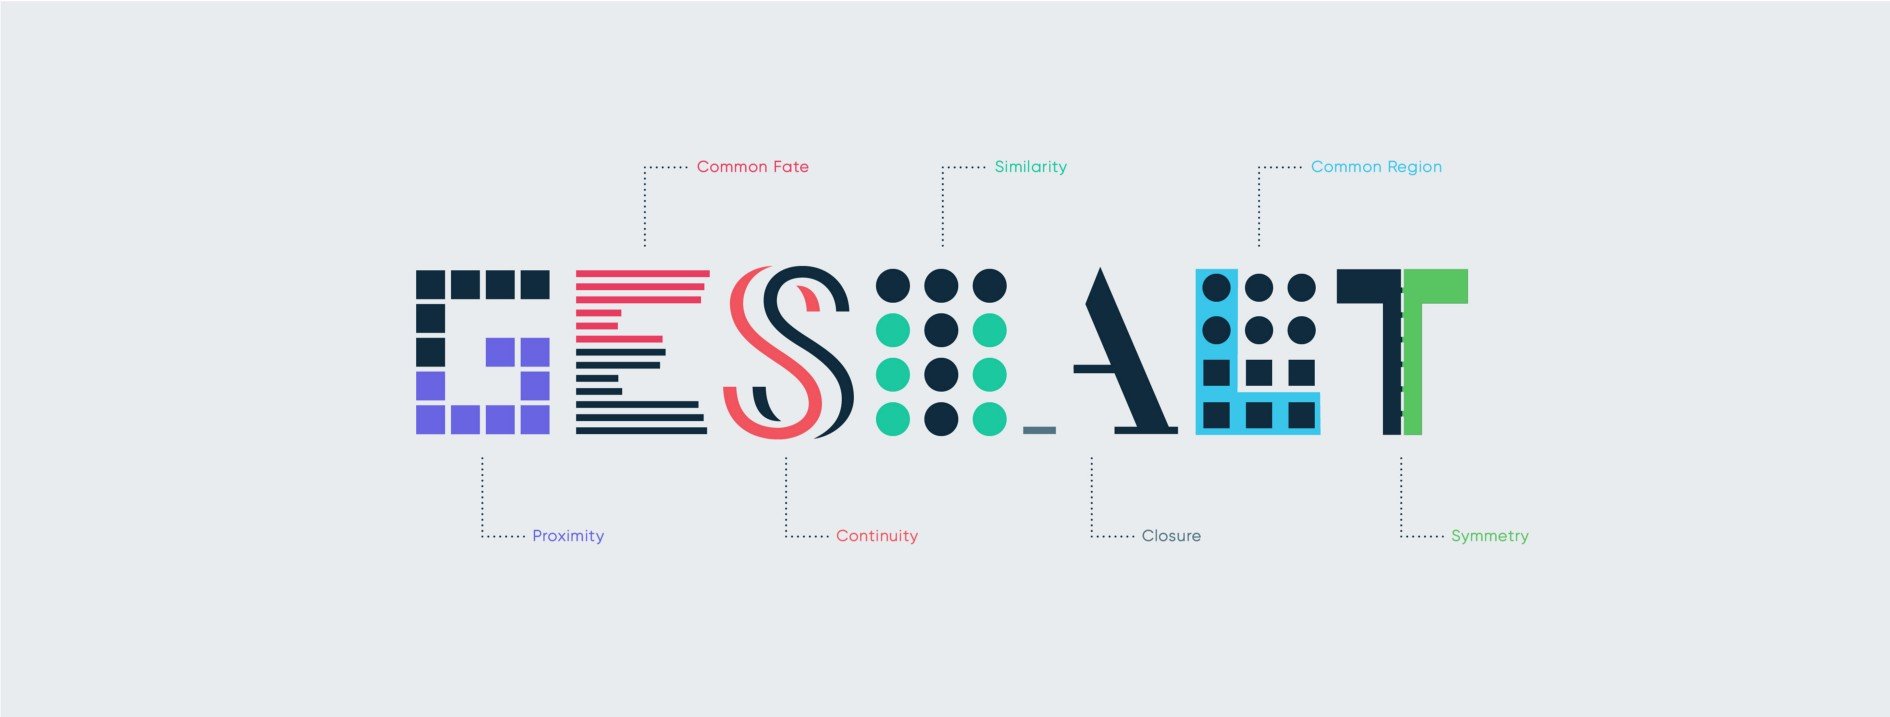 Common Fate
Similarity
Common Region
GESTALT
Proximity
Continuity
Closure
Symmetry